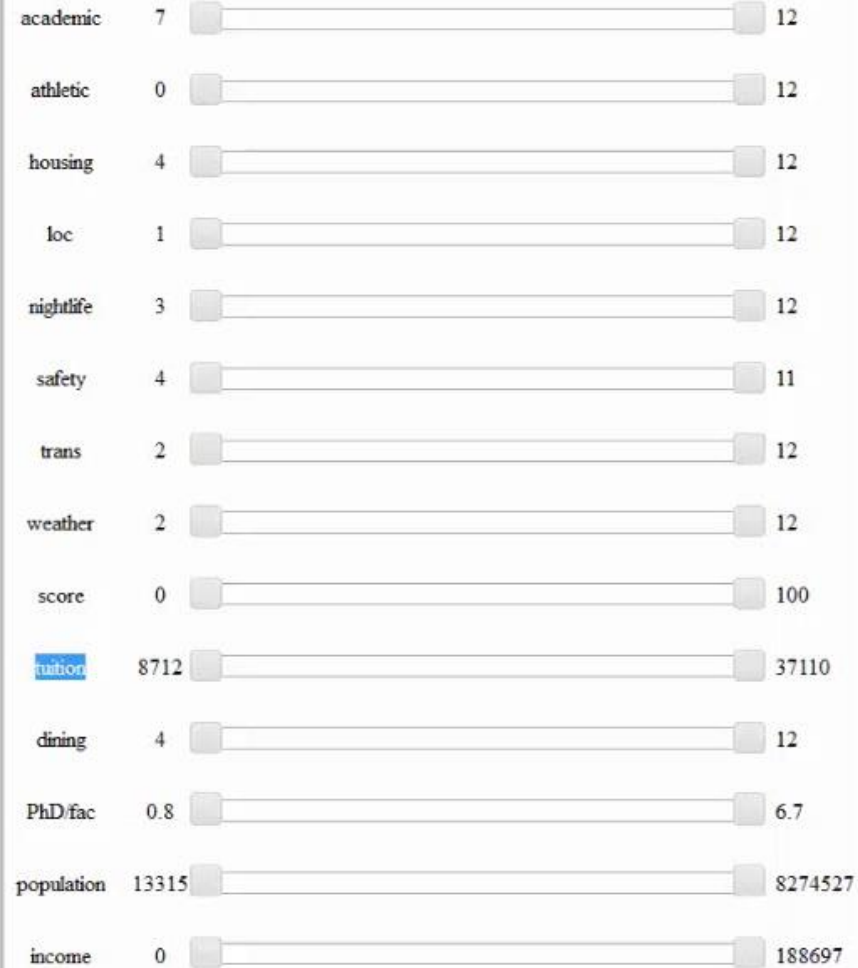 academic 7 12
athletic 0 12
housing 4 12
loc 1 12
nightlife 3 12
safety 4 11
trans 2 12
weather 2 12
score 0 100
tuition 8712 37110
dining 4 12
PhD/fac 0.8 6.7
population 13315 8274527
income 0 188697